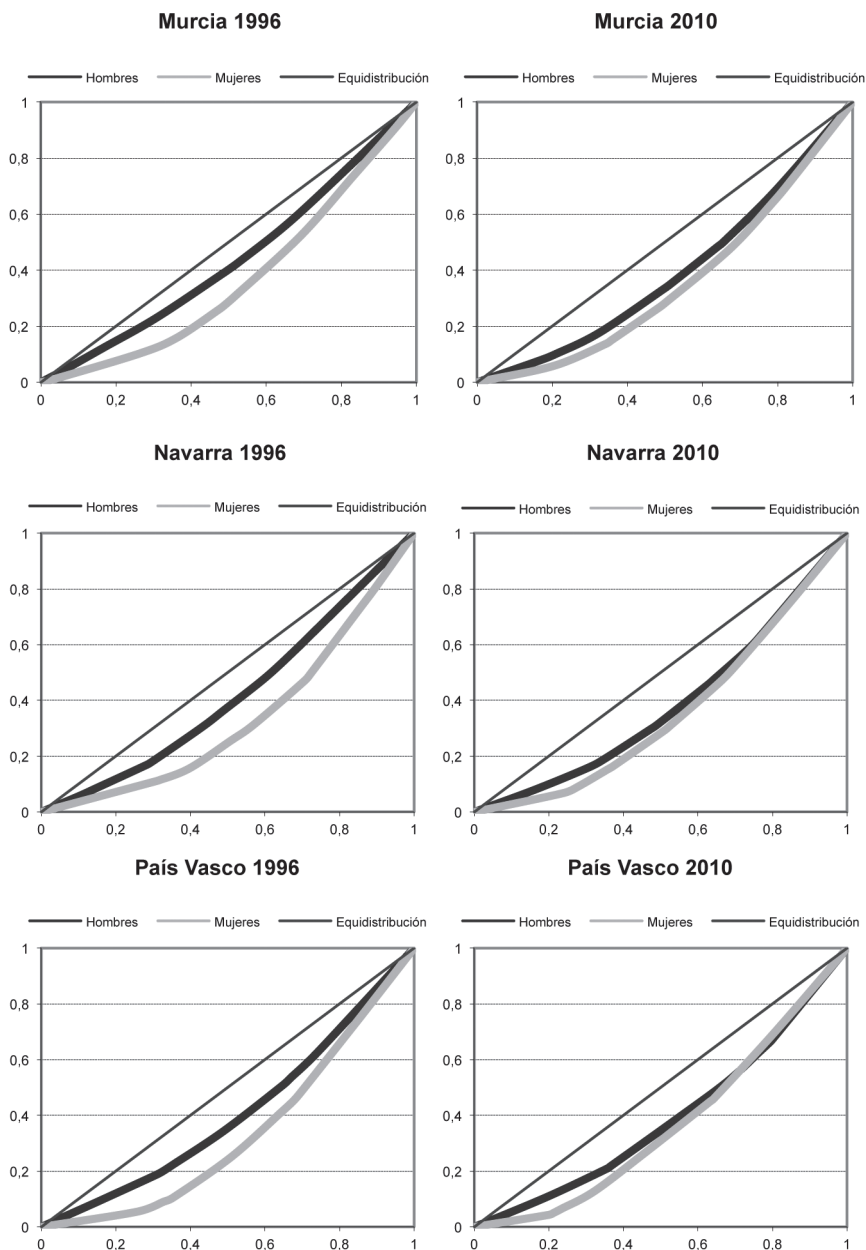 Murcia 1996
Hombres Mujeres Equidistribución
1
0,8
0,6
0,4
0,2
0
0 0,2 0,4 0,6 0,8 1
Murcia 2010
Hombres Mujeres Equidistribución
1
0,8
0,6
0,4
0,2
0
0 0,2 0,4 0,6 0,8 1
Navarra 1996
Hombres Mujeres Equidistribución
1
0,8
0,6
0,4
0,2
0
0 0,2 0,4 0,6 0,8 1
Navarra 2010
Hombres Mujeres Equidistribución
1
0,8
0,6
0,4
0,2
0
0 0,2 0,4 0,6 0,8 1
País Vasco 1996
Hombres Mujeres Equidistribución
1
0,8
0,6
0,4
0,2
0
0 0,2 0,4 0,6 0,8 1
País Vasco 2010
Hombres Mujeres Equidistribución
1
0,8
0,6
0,4
0,2
0
0 0,2 0,4 0,6 0,8 1